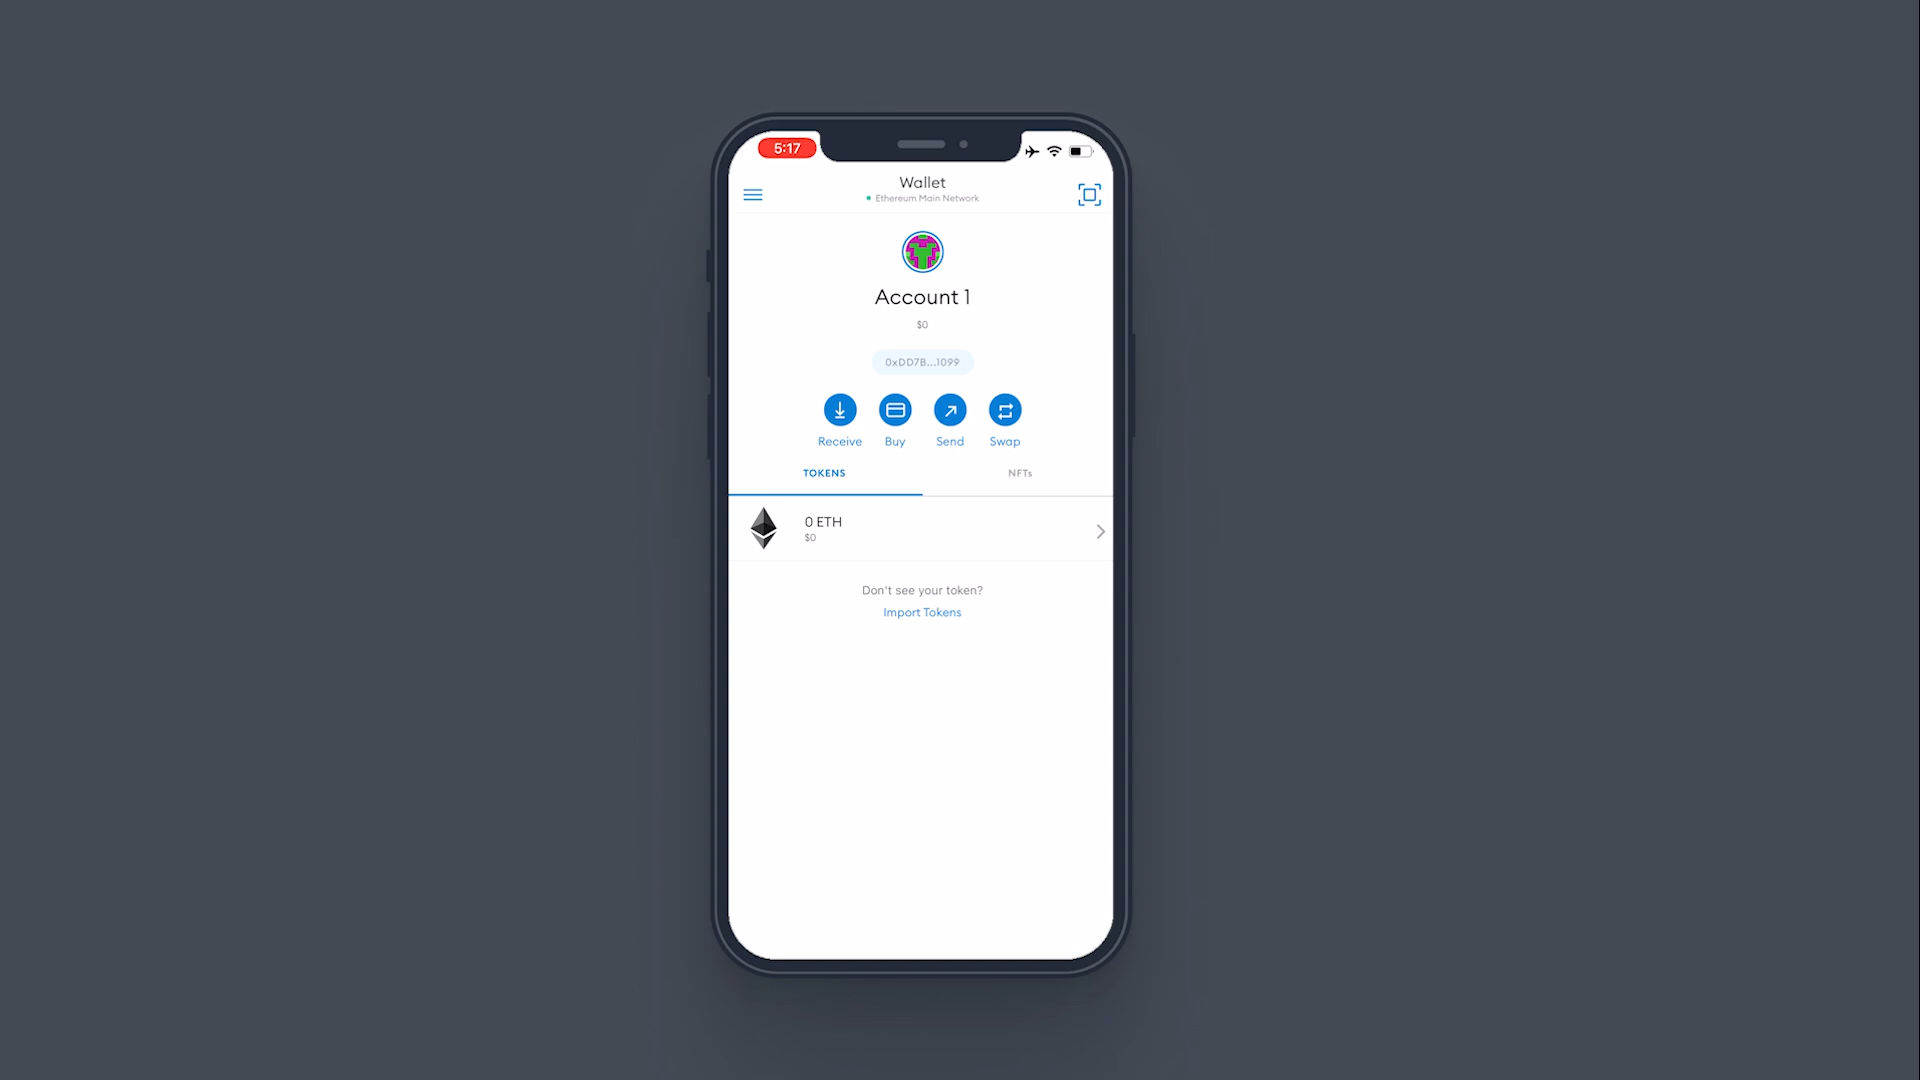 5:17
Wallet
Ethereum Main Network
Account 1
$0
0xDD7B...1099
Receive Buy Send Swap
TOKENS NFTs
0 ETH
$0
Don't see your token?
Import Tokens